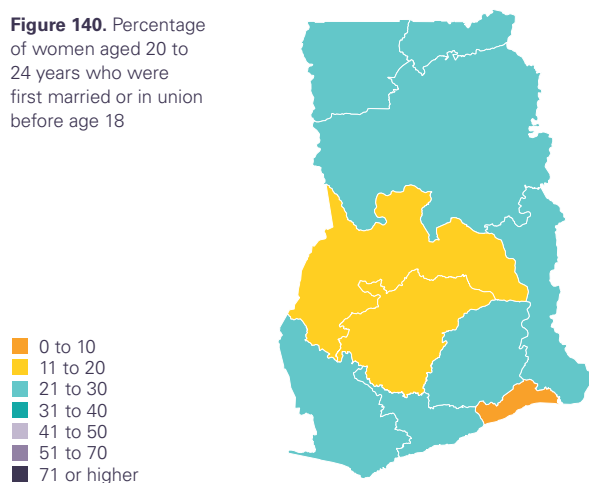 Figure 140. Percentage
of women aged 20 to
24 years who were
first married or in union
before age 18
0 to 10
11 to 20
21 to 30
31 to 40
41 to 50
51 to 70
71 or higher